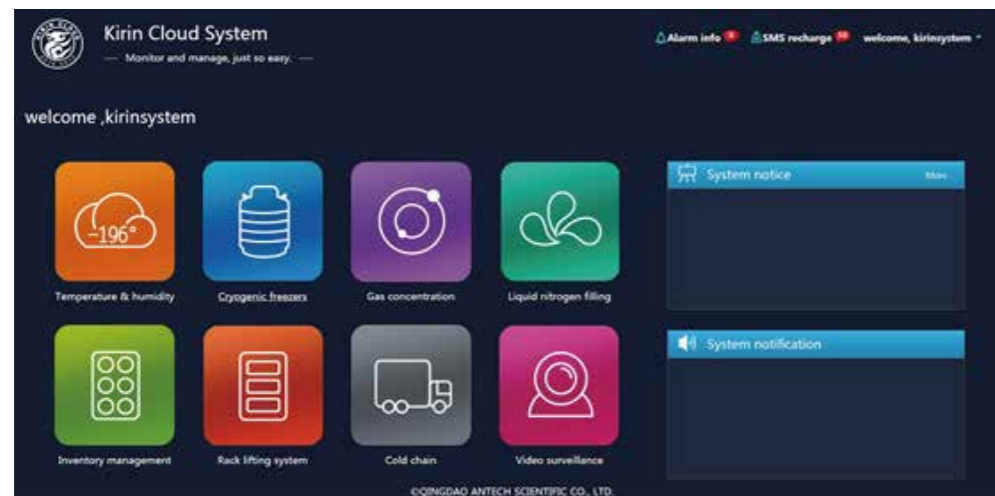 Kirin Cloud System
— Monitor and manage, just so easy. —
Alarm info
SMS recharge
welcome, kirinsystem
welcome ,kirinsystem
-196°
Temperature & humidity
Cryogenic freezers
Gas concentration
Liquid nitrogen filling
System notice
More
Inventory management
Rack lifting system
Cold chain
Video surveillance
System notification
©QINGDAO ANTECH SCIENTIFIC CO., LTD.